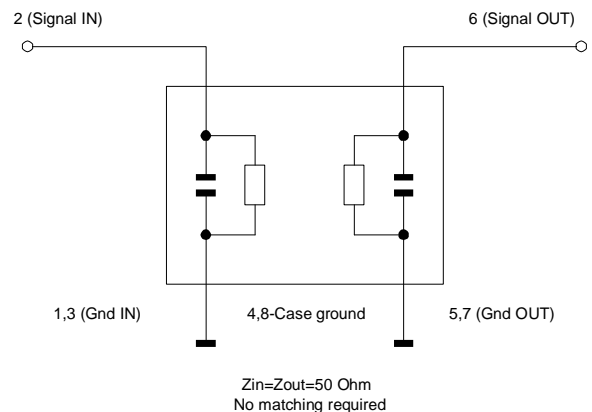 2 (Signal IN)
6 (Signal OUT)
1,3 (Gnd IN)
4,8-Case ground
5,7 (Gnd OUT)
Zin=Zout=50 Ohm
No matching required